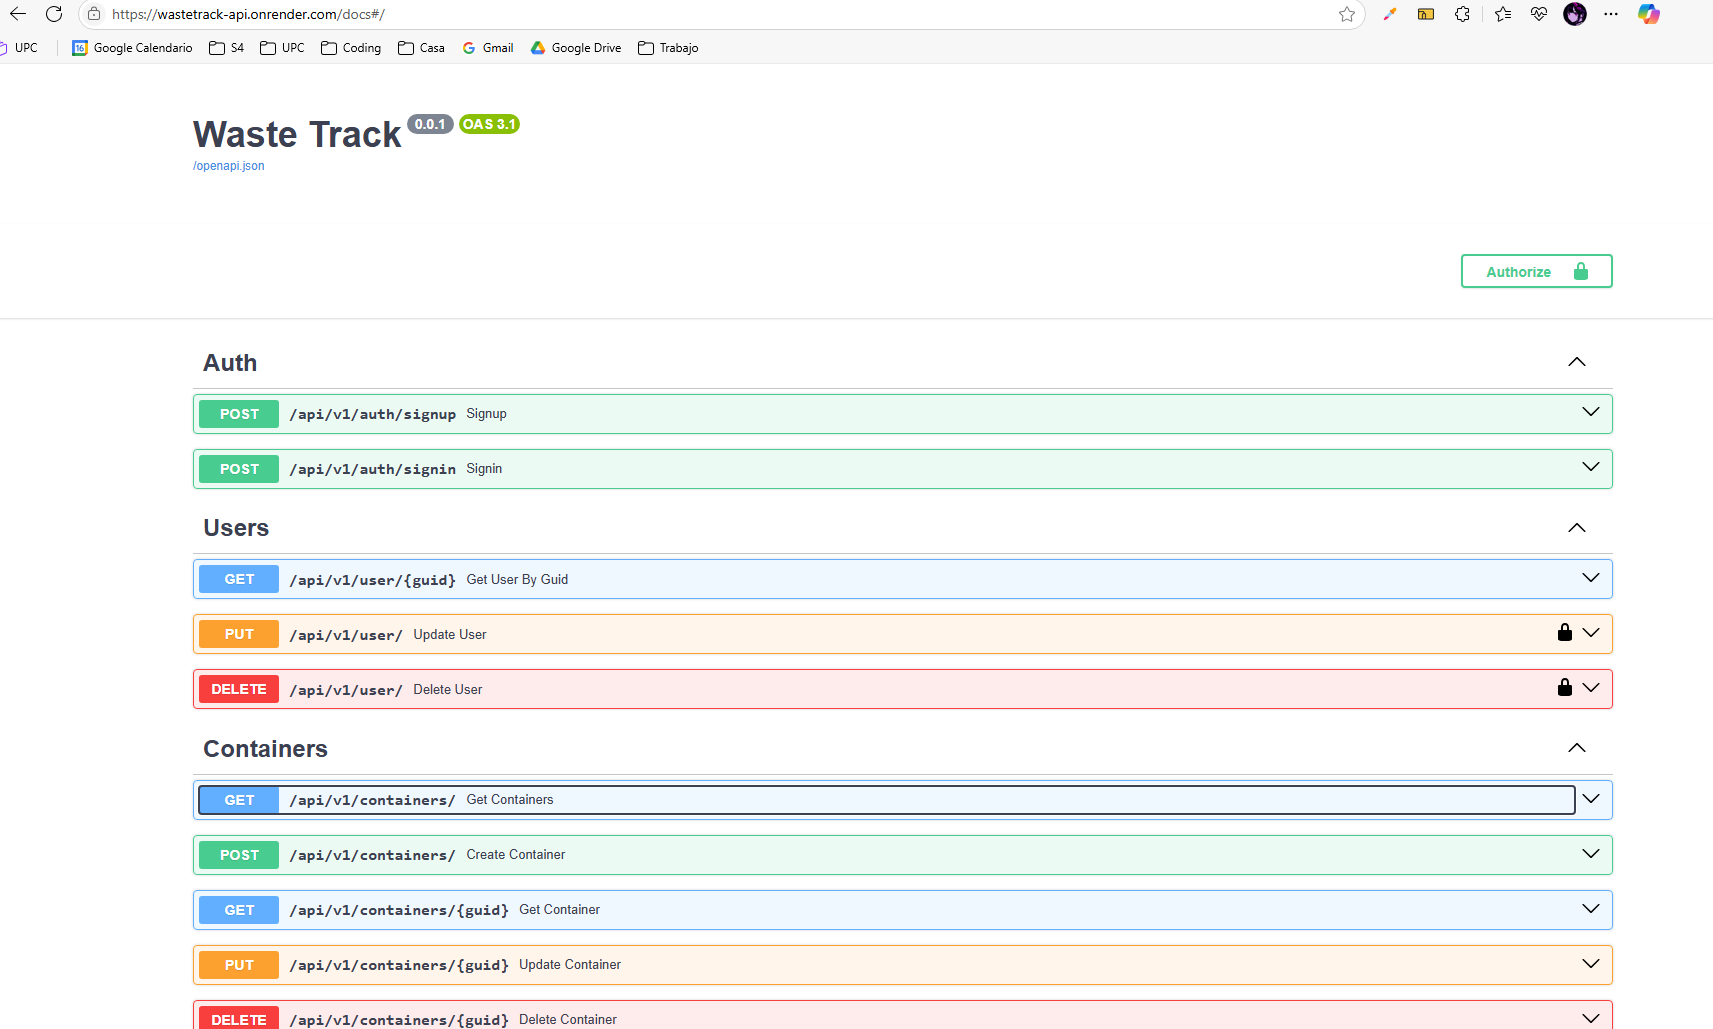 https://wastetrack-api.onrender.com/docs#/
UPC 16 Google Calendario S4 UPC Coding Casa G Gmail Google Drive Trabajo
Waste Track 0.0.1 OAS 3.1
/openapi.json
Authorize
Auth
POST /api/v1/auth/signup Signup
POST /api/v1/auth/signin Signin
Users
GET /api/v1/user/{guid} Get User By Guid
PUT /api/v1/user/ Update User
DELETE /api/v1/user/ Delete User
Containers
GET /api/v1/containers/ Get Containers
POST /api/v1/containers/ Create Container
GET /api/v1/containers/{guid} Get Container
PUT /api/v1/containers/{guid} Update Container
DELETE /api/v1/containers/{guid} Delete Container